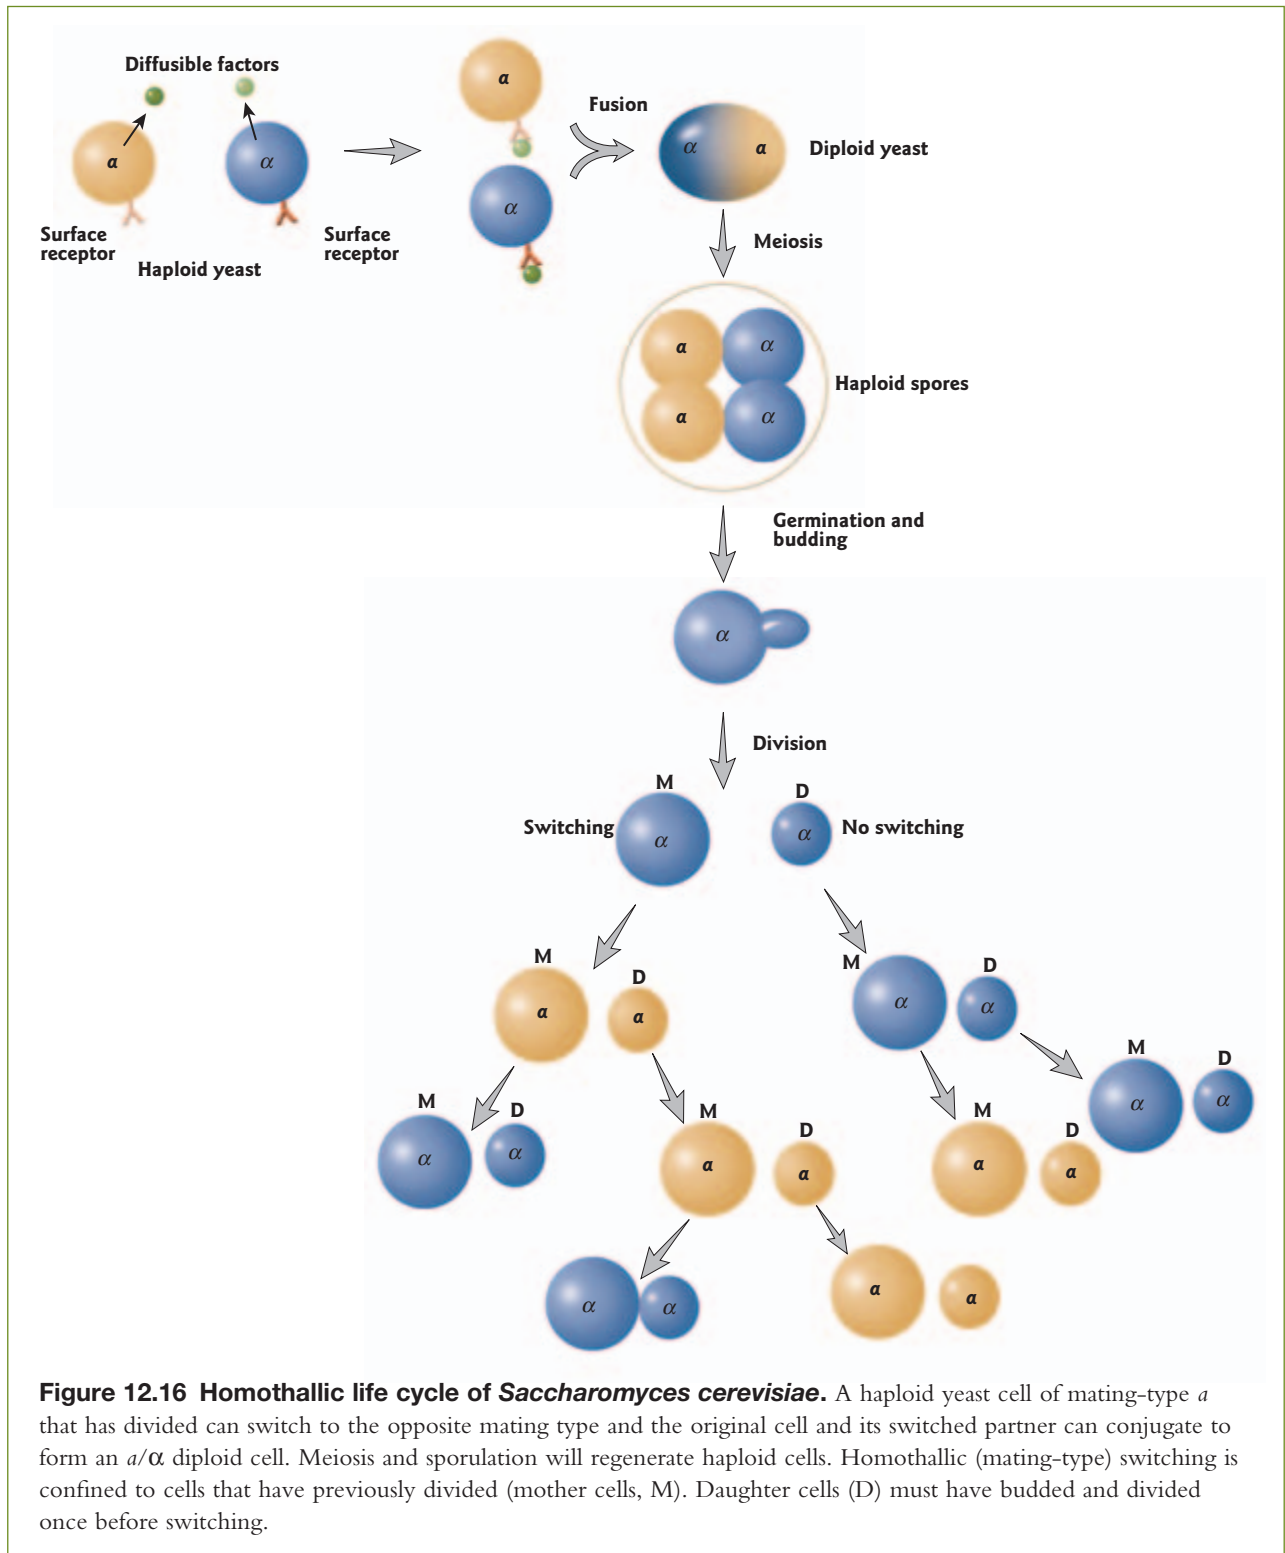 Diffusible factors
a
α
Surface
receptor
Haploid yeast
Surface
receptor
a
α
Fusion
α
a
Diploid yeast
Meiosis
a
α
a
α
Haploid spores
Germination and
budding
α
Division
M
D
Switching
α
α
No switching
M
D
a
a
M
D
α
α
M
D
α
α
M
D
a
a
M
D
a
a
M
D
α
α
α
α
a
a
Figure 12.16 Homothallic life cycle of Saccharomyces cerevisiae. A haploid yeast cell of mating-type a
that has divided can switch to the opposite mating type and the original cell and its switched partner can conjugate to
form an a/α diploid cell. Meiosis and sporulation will regenerate haploid cells. Homothallic (mating-type) switching is
confined to cells that have previously divided (mother cells, M). Daughter cells (D) must have budded and divided
once before switching.